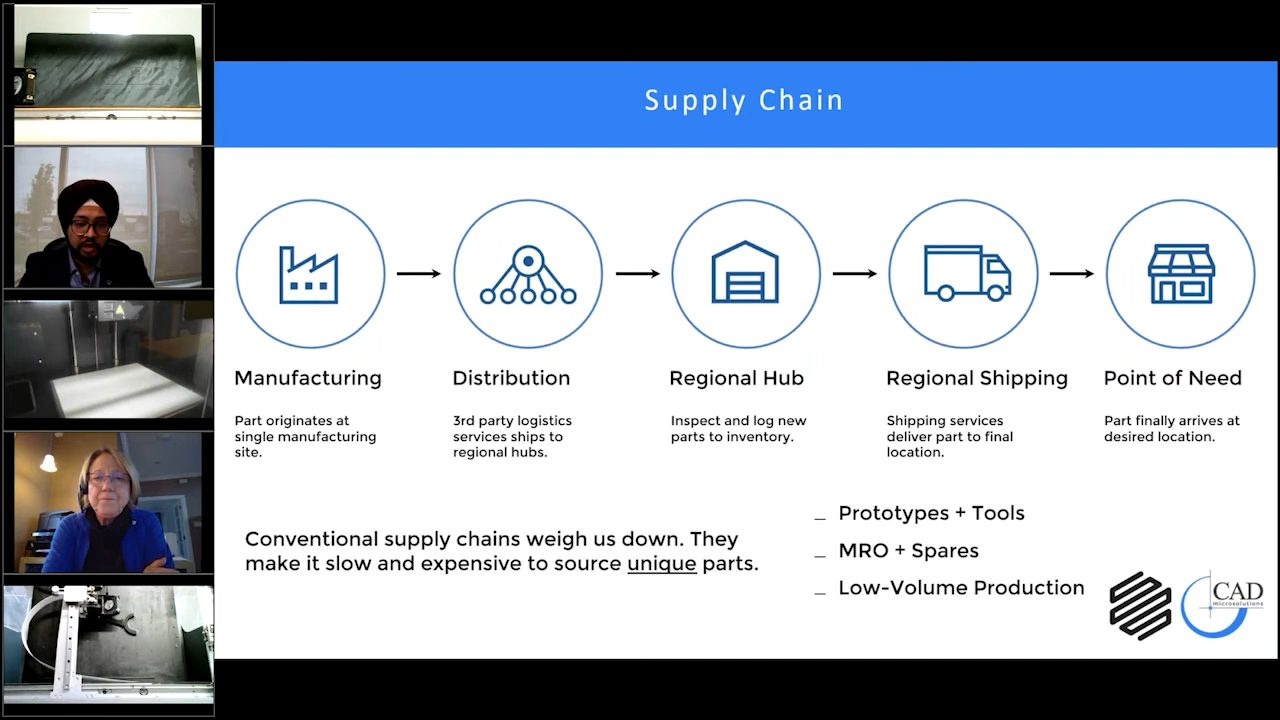 Supply Chain
Manufacturing
Part originates at
single manufacturing
site.
Distribution
3rd party logistics
services ships to
regional hubs.
Regional Hub
Inspect and log new
parts to inventory.
Regional Shipping
Shipping services
deliver part to final
location.
Point of Need
Part finally arrives at
desired location.
Conventional supply chains weigh us down. They
make it slow and expensive to source unique parts.
_ Prototypes + Tools
_ MRO + Spares
_ Low-Volume Production
CAD
microsolutions